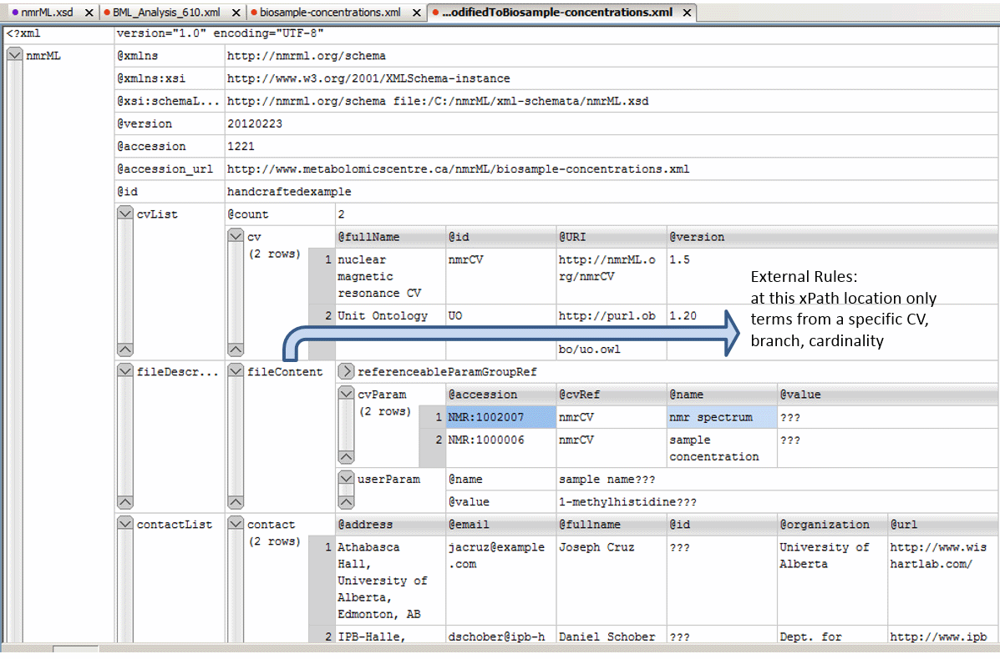 nmrML.xsd × BML_Analysis_610.xml × biosample-concentrations.xml × ...odifiedToBiosample-concentrations.xml ×
<?xml version="1.0" encoding="UTF-8"
nmrML @xmlns http://nmrml.org/schema
@xmlns:xsi http://www.w3.org/2001/XMLSchema-instance
@xsi:schemaL... http://nmrml.org/schema file:/C:/nmrML/xml-schemata/nmrML.xsd
@version 20120223
@accession 1221
@accession_url http://www.metabolomicscentre.ca/nmrML/biosample-concentrations.xml
@id handcraftedexample
cvList @count 2
cv @fullName @id @URI @version
(2 rows) 1 nuclear nmrCV http://nmrML.o 1.5
magnetic rg/nmrCV
resonance CV
2 Unit Ontology UO http://purl.ob 1.20
bo/uo.owl
External Rules:
at this xPath location only
terms from a specific CV,
branch, cardinality
fileDescr... fileContent referenceableParamGroupRef
cvParam @accession @cvRef @name @value
(2 rows) 1 NMR:1002007 nmrCV nmr spectrum ???
2 NMR:1000006 nmrCV sample ???
concentration
userParam @name sample name???
@value 1-methylhistidine???
contactList contact @address @email @fullname @id @organization @url
(2 rows) 1 Athabasca jacruz@example Joseph Cruz ??? University of http://www.wis
Hall, .com Alberta hartlab.com/
University of
Alberta,
Edmonton, AB
2 IPB-Halle, dschober@ipb-h Daniel Schober ??? Dept. for http://www.ipb